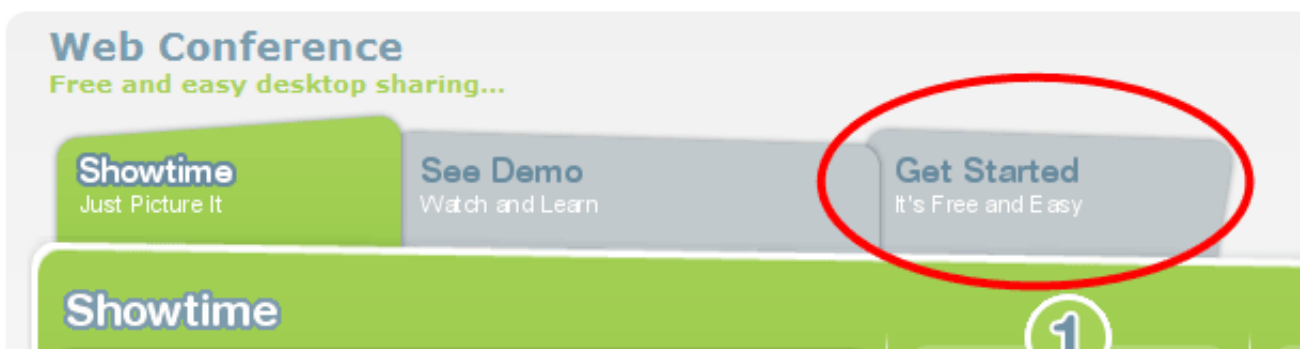 Web Conference
Free and easy desktop sharing...
Showtime
Just Picture It
See Demo
Watch and Learn
Get Started
It's Free and Easy
Showtime
1